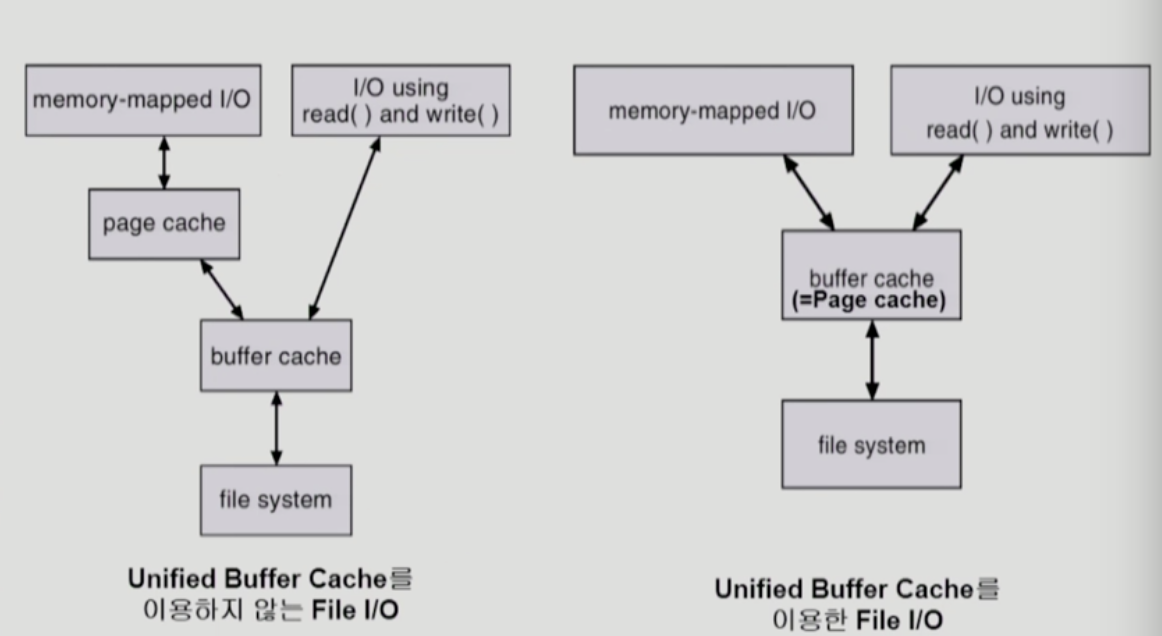 memory-mapped I/O
I/O using
read( ) and write( )
page cache
buffer cache
file system
Unified Buffer Cache를
이용하지 않는 File I/O
memory-mapped I/O
I/O using
read( ) and write( )
buffer cache
(=Page cache)
file system
Unified Buffer Cache를
이용한 File I/O